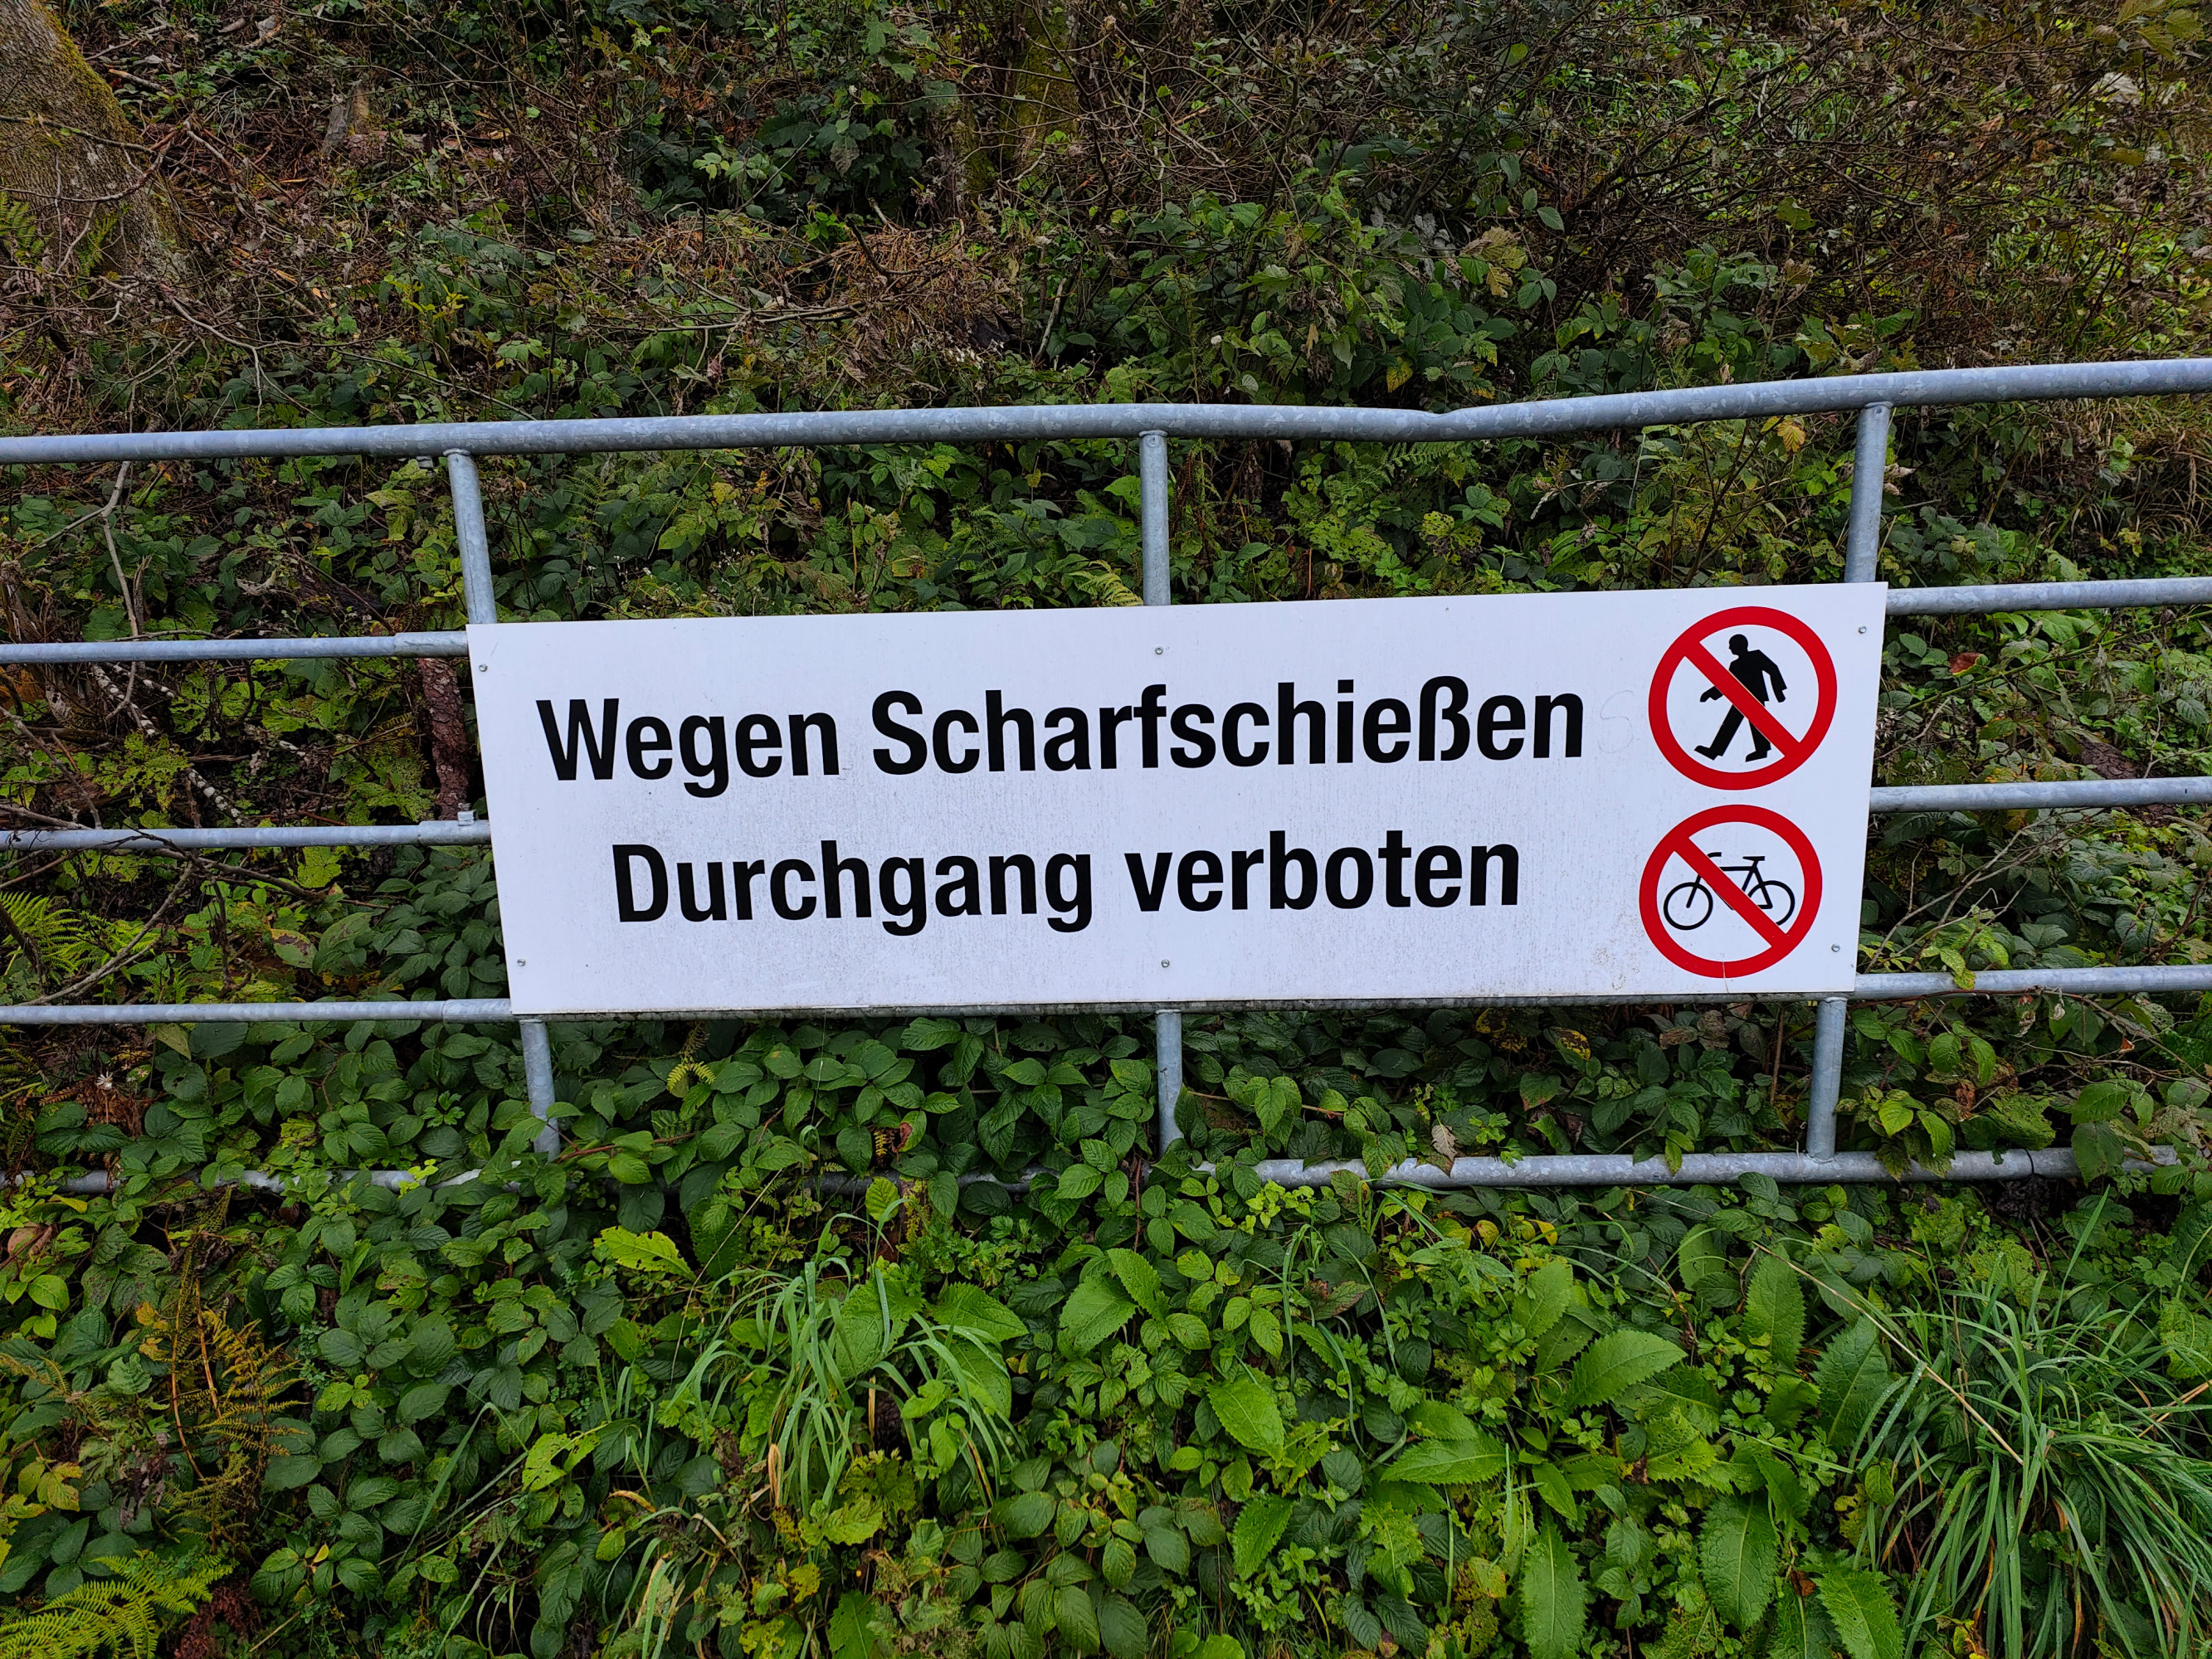 Wegen Scharfschießen
Durchgang verboten